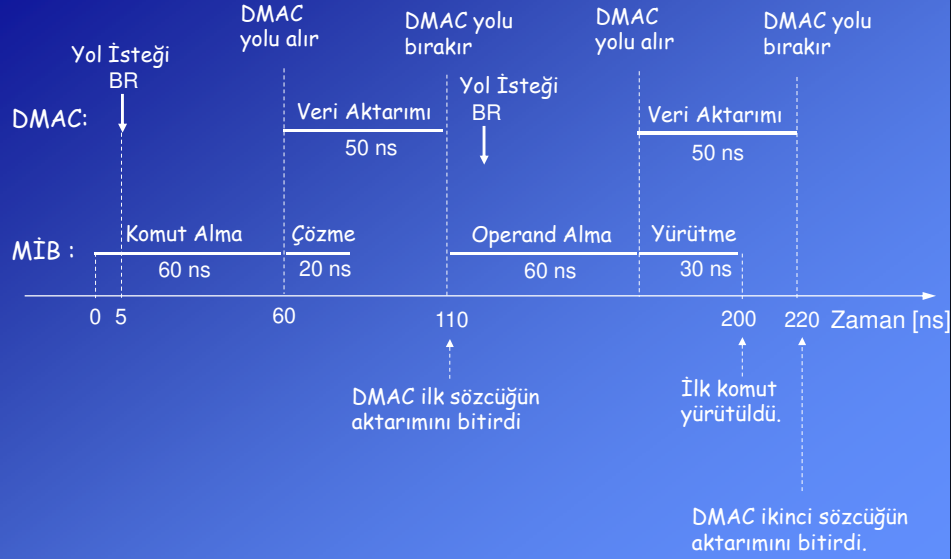 DMAC
yolu alır
DMAC yolu
bırakır
DMAC
yolu alır
DMAC yolu
bırakır
Yol İsteği
BR
Yol İsteği
BR
DMAC:
Veri Aktarımı
50 ns
Veri Aktarımı
50 ns
MİB :
Komut Alma
60 ns
Çözme
20 ns
Operand Alma
60 ns
Yürütme
30 ns
0 5 60 110 200 220 Zaman [ns]
DMAC ilk sözcüğün
aktarımını bitirdi
İlk komut
yürütüldü.
DMAC ikinci sözcüğün
aktarımını bitirdi.